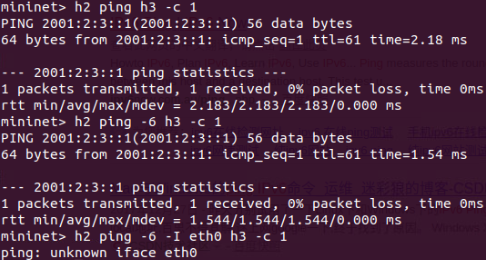 mininet> h2 ping h3 -c 1
PING 2001:2:3::1(2001:2:3::1) 56 data bytes
64 bytes from 2001:2:3::1: icmp_seq=1 ttl=61 time=2.18 ms
--- 2001:2:3::1 ping statistics ---
1 packets transmitted, 1 received, 0% packet loss, time 0ms
rtt min/avg/max/mdev = 2.183/2.183/2.183/0.000 ms
mininet> h2 ping -6 h3 -c 1
PING 2001:2:3::1(2001:2:3::1) 56 data bytes
64 bytes from 2001:2:3::1: icmp_seq=1 ttl=61 time=1.54 ms
--- 2001:2:3::1 ping statistics ---
1 packets transmitted, 1 received, 0% packet loss, time 0ms
rtt min/avg/max/mdev = 1.544/1.544/1.544/0.000 ms
mininet> h2 ping -6 -I eth0 h3 -c 1
ping: unknown iface eth0